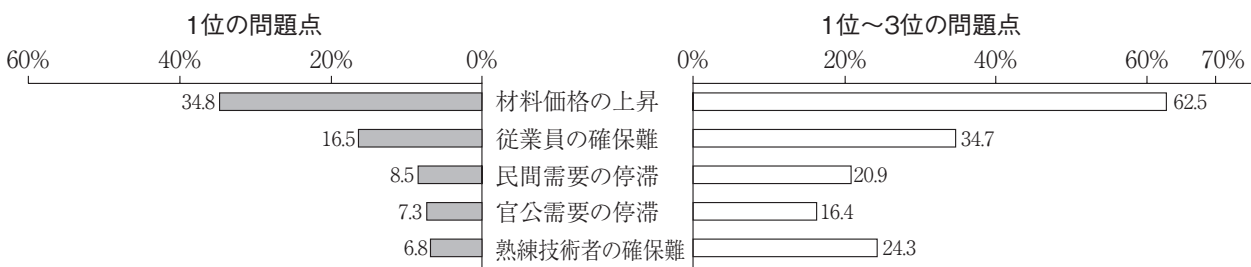 1位の問題点 1位～3位の問題点
60% 40% 20% 0% 0% 20% 40% 60% 70%
34.8 材料価格の上昇 62.5
16.5 従業員の確保難 34.7
8.5 民間需要の停滞 20.9
7.3 官公需要の停滞 16.4
6.8 熟練技術者の確保難 24.3